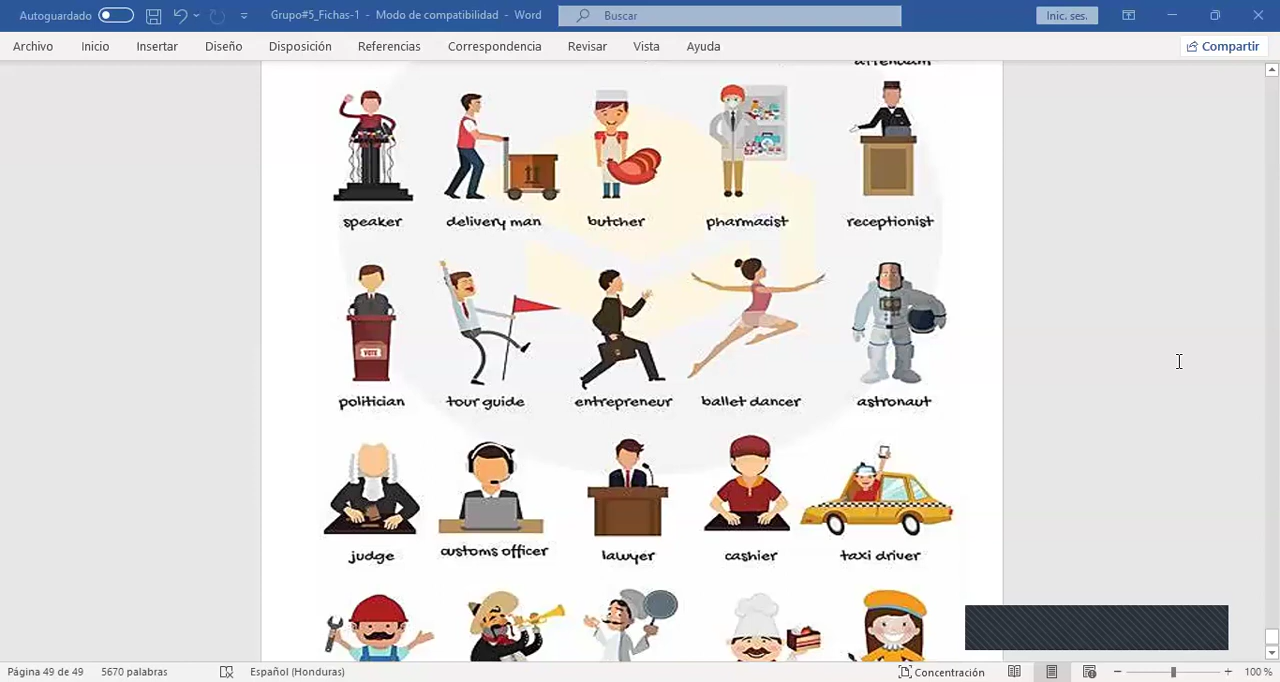 Autoguardado
Grupo#5_Fichas-1 - Modo de compatibilidad - Word
Buscar
Inic. ses.
Archivo Inicio Insertar Diseño Disposición Referencias Correspondencia Revisar Vista Ayuda Compartir
attendant
speaker delivery man butcher pharmacist receptionist
VOTE
politician tour guide entrepreneur ballet dancer astronaut
judge customs officer lawyer cashier taxi driver
Página 49 de 49 5670 palabras Español (Honduras) Concentración 100 %